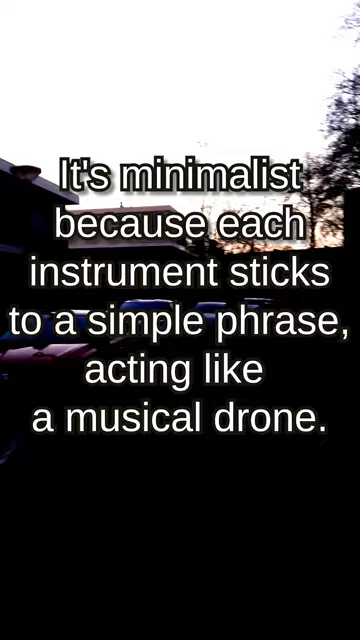 It's minimalist
because each
instrument sticks
to a simple phrase,
acting like
a musical drone.